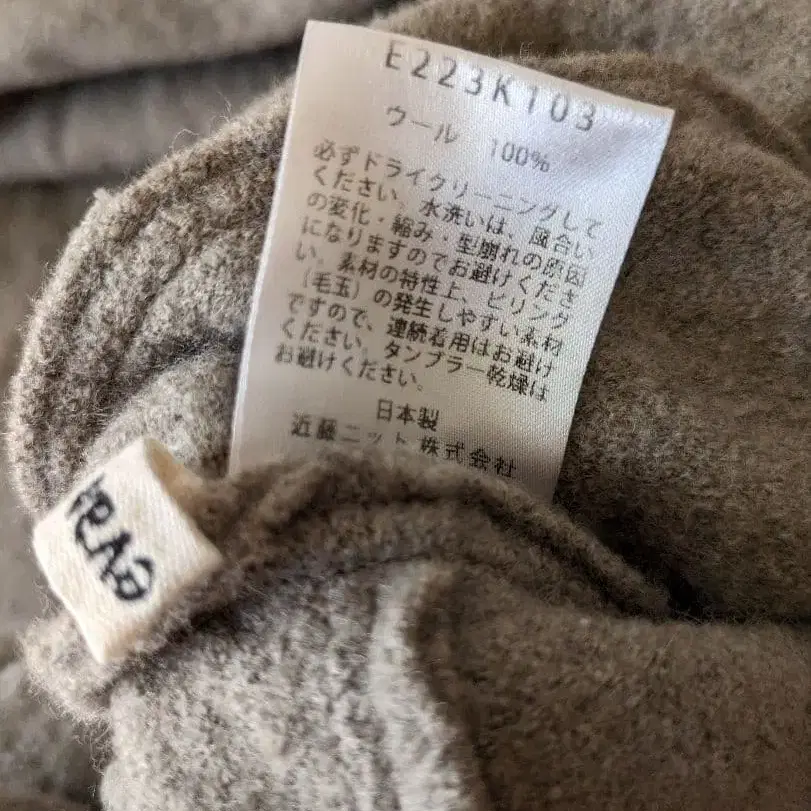 E223K103
ウール 100%
必ずドライクリーニングして
ください。水洗いは、風合い
の変化・縮み・型崩れの原因
になりますのでお避けくださ
い。素材の特性上、ピリング
(毛玉)の発生しやすい素材
ですので、連続着用はお避け
ください。タンブラー乾燥は
お避けください。
日本製
近藤ニット株式会社